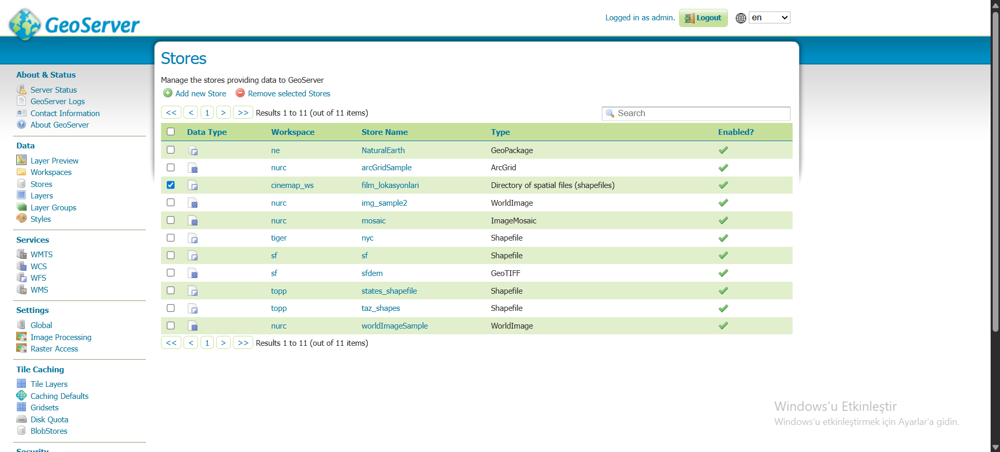 GeoServer
Logged in as admin. Logout en
Stores
Manage the stores providing data to GeoServer
Add new Store Remove selected Stores
<< < 1 > >> Results 1 to 11 (out of 11 items) Search
Data Type Workspace Store Name Type Enabled?
ne NaturalEarth GeoPackage
nurc arcGridSample ArcGrid
cinemap_ws film_lokasyonlari Directory of spatial files (shapefiles)
nurc img_sample2 WorldImage
nurc mosaic ImageMosaic
tiger nyc Shapefile
sf sf Shapefile
sf sfdem GeoTIFF
topp states_shapefile Shapefile
topp taz_shapes Shapefile
nurc worldImageSample WorldImage
<< < 1 > >> Results 1 to 11 (out of 11 items)
About & Status
Server Status
GeoServer Logs
Contact Information
About GeoServer
Data
Layer Preview
Workspaces
Stores
Layers
Layer Groups
Styles
Services
WMTS
WCS
WFS
WMS
Settings
Global
Image Processing
Raster Access
Tile Caching
Tile Layers
Caching Defaults
Gridsets
Disk Quota
BlobStores
Security
Windows'u Etkinleştir
Windows'u etkinleştirmek için Ayarlar'a gidin.